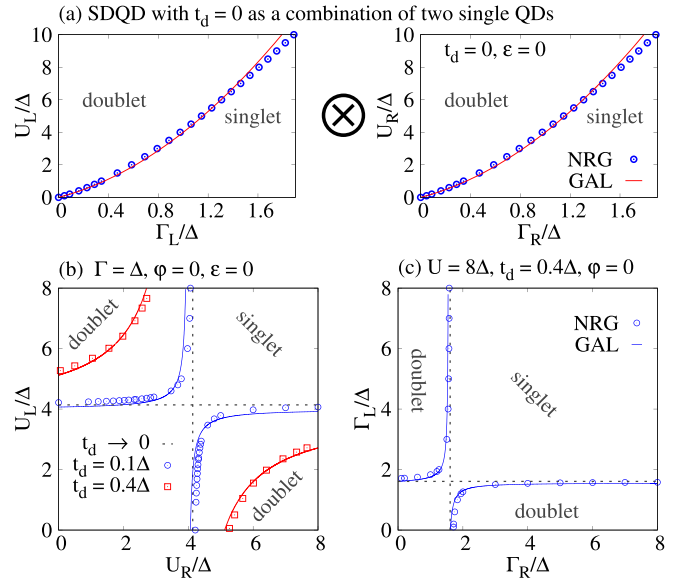 (a) SDQD with t_d = 0 as a combination of two single QDs
10
8
6
4
2
0
U_L/Δ
doublet
singlet
0
0.4
0.8
1.2
1.6
Γ_L/Δ
⊗
10
8
6
4
2
0
U_R/Δ
t_d = 0, ε = 0
doublet
singlet
NRG
GAL
0
0.4
0.8
1.2
1.6
Γ_R/Δ
(b) Γ = Δ, φ = 0, ε = 0
8
6
4
2
0
U_L/Δ
doublet
singlet
t_d → 0
t_d = 0.1Δ
t_d = 0.4Δ
doublet
0
2
4
6
8
U_R/Δ
(c) U = 8Δ, t_d = 0.4Δ, φ = 0
8
6
4
2
0
Γ_L/Δ
NRG
GAL
doublet
singlet
doublet
0
2
4
6
8
Γ_R/Δ